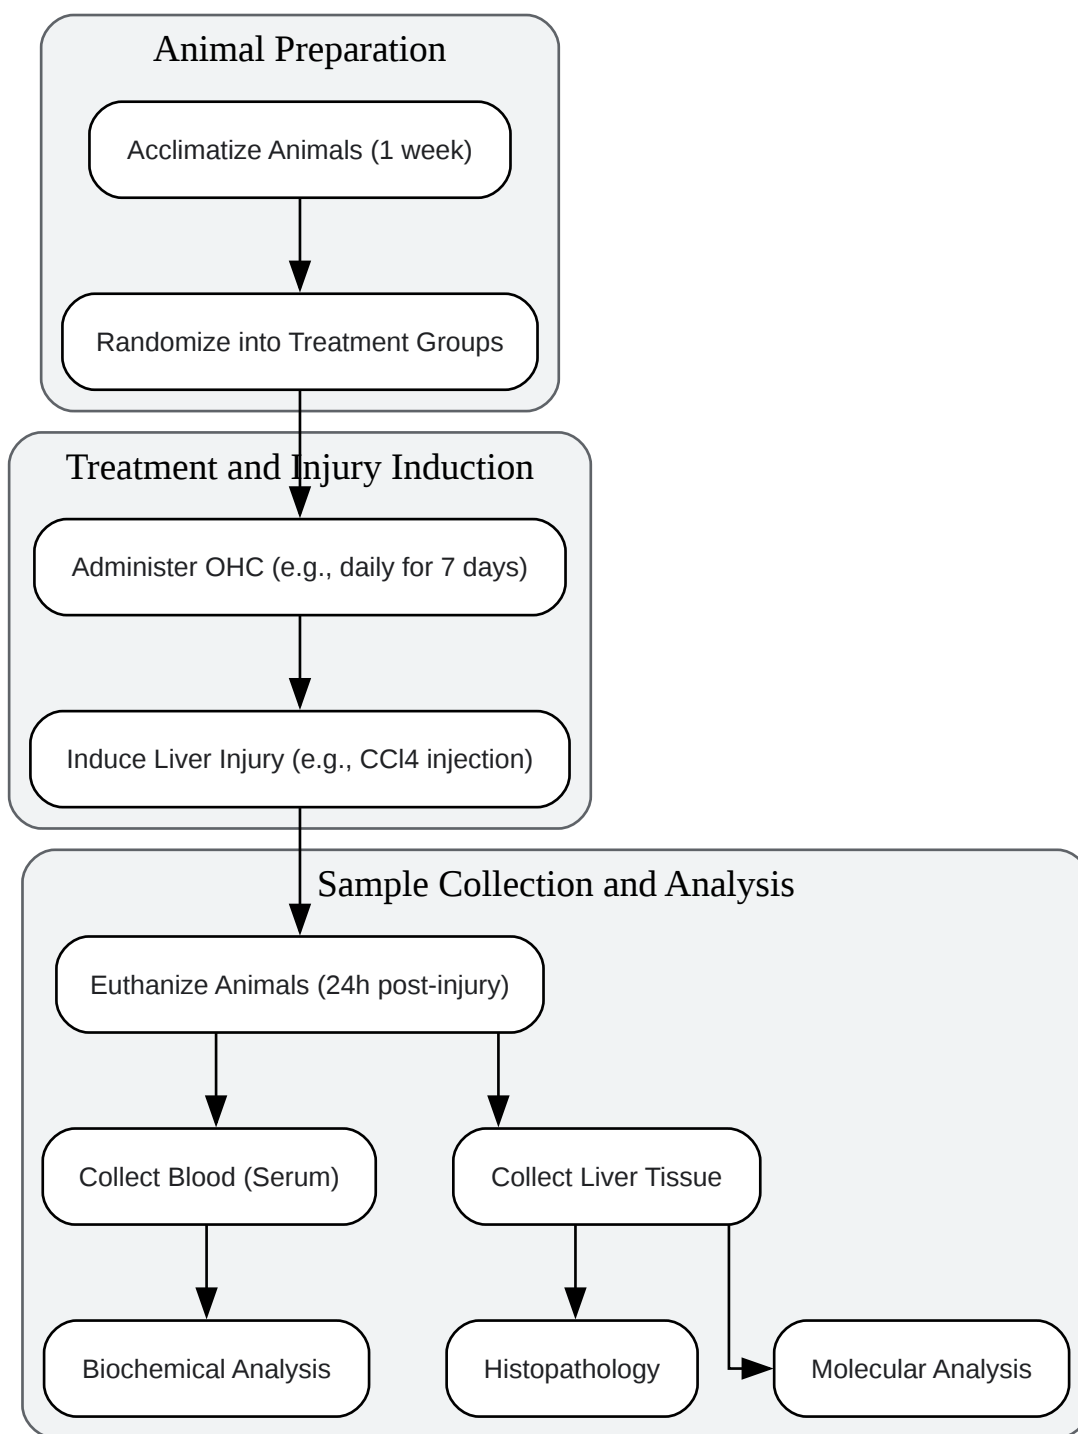 Animal Preparation
Acclimatize Animals (1 week)
Randomize into Treatment Groups
Treatment and Injury Induction
Administer OHC (e.g., daily for 7 days)
Induce Liver Injury (e.g., CCl4 injection)
Sample Collection and Analysis
Euthanize Animals (24h post-injury)
Collect Blood (Serum)
Collect Liver Tissue
Biochemical Analysis
Histopathology
Molecular Analysis